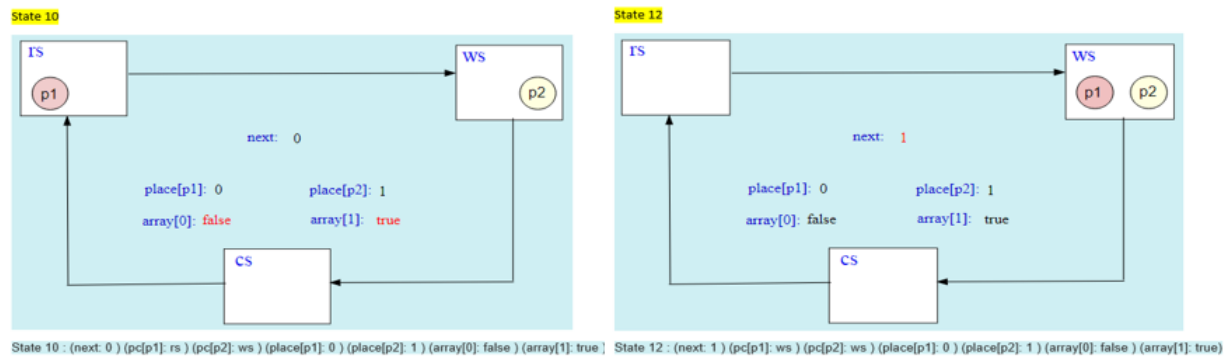 State 10
rs
p1
ws
p2
next: 0
place[p1]: 0 place[p2]: 1
array[0]: false array[1]: true
cs
State 10 : (next: 0 ) (pc[p1]: rs ) (pc[p2]: ws ) (place[p1]: 0 ) (place[p2]: 1 ) (array[0]: false ) (array[1]: true )
State 12
rs
ws
p1 p2
next: 1
place[p1]: 0 place[p2]: 1
array[0]: false array[1]: true
cs
State 12 : (next: 1 ) (pc[p1]: ws ) (pc[p2]: ws ) (place[p1]: 0 ) (place[p2]: 1 ) (array[0]: false ) (array[1]: true)